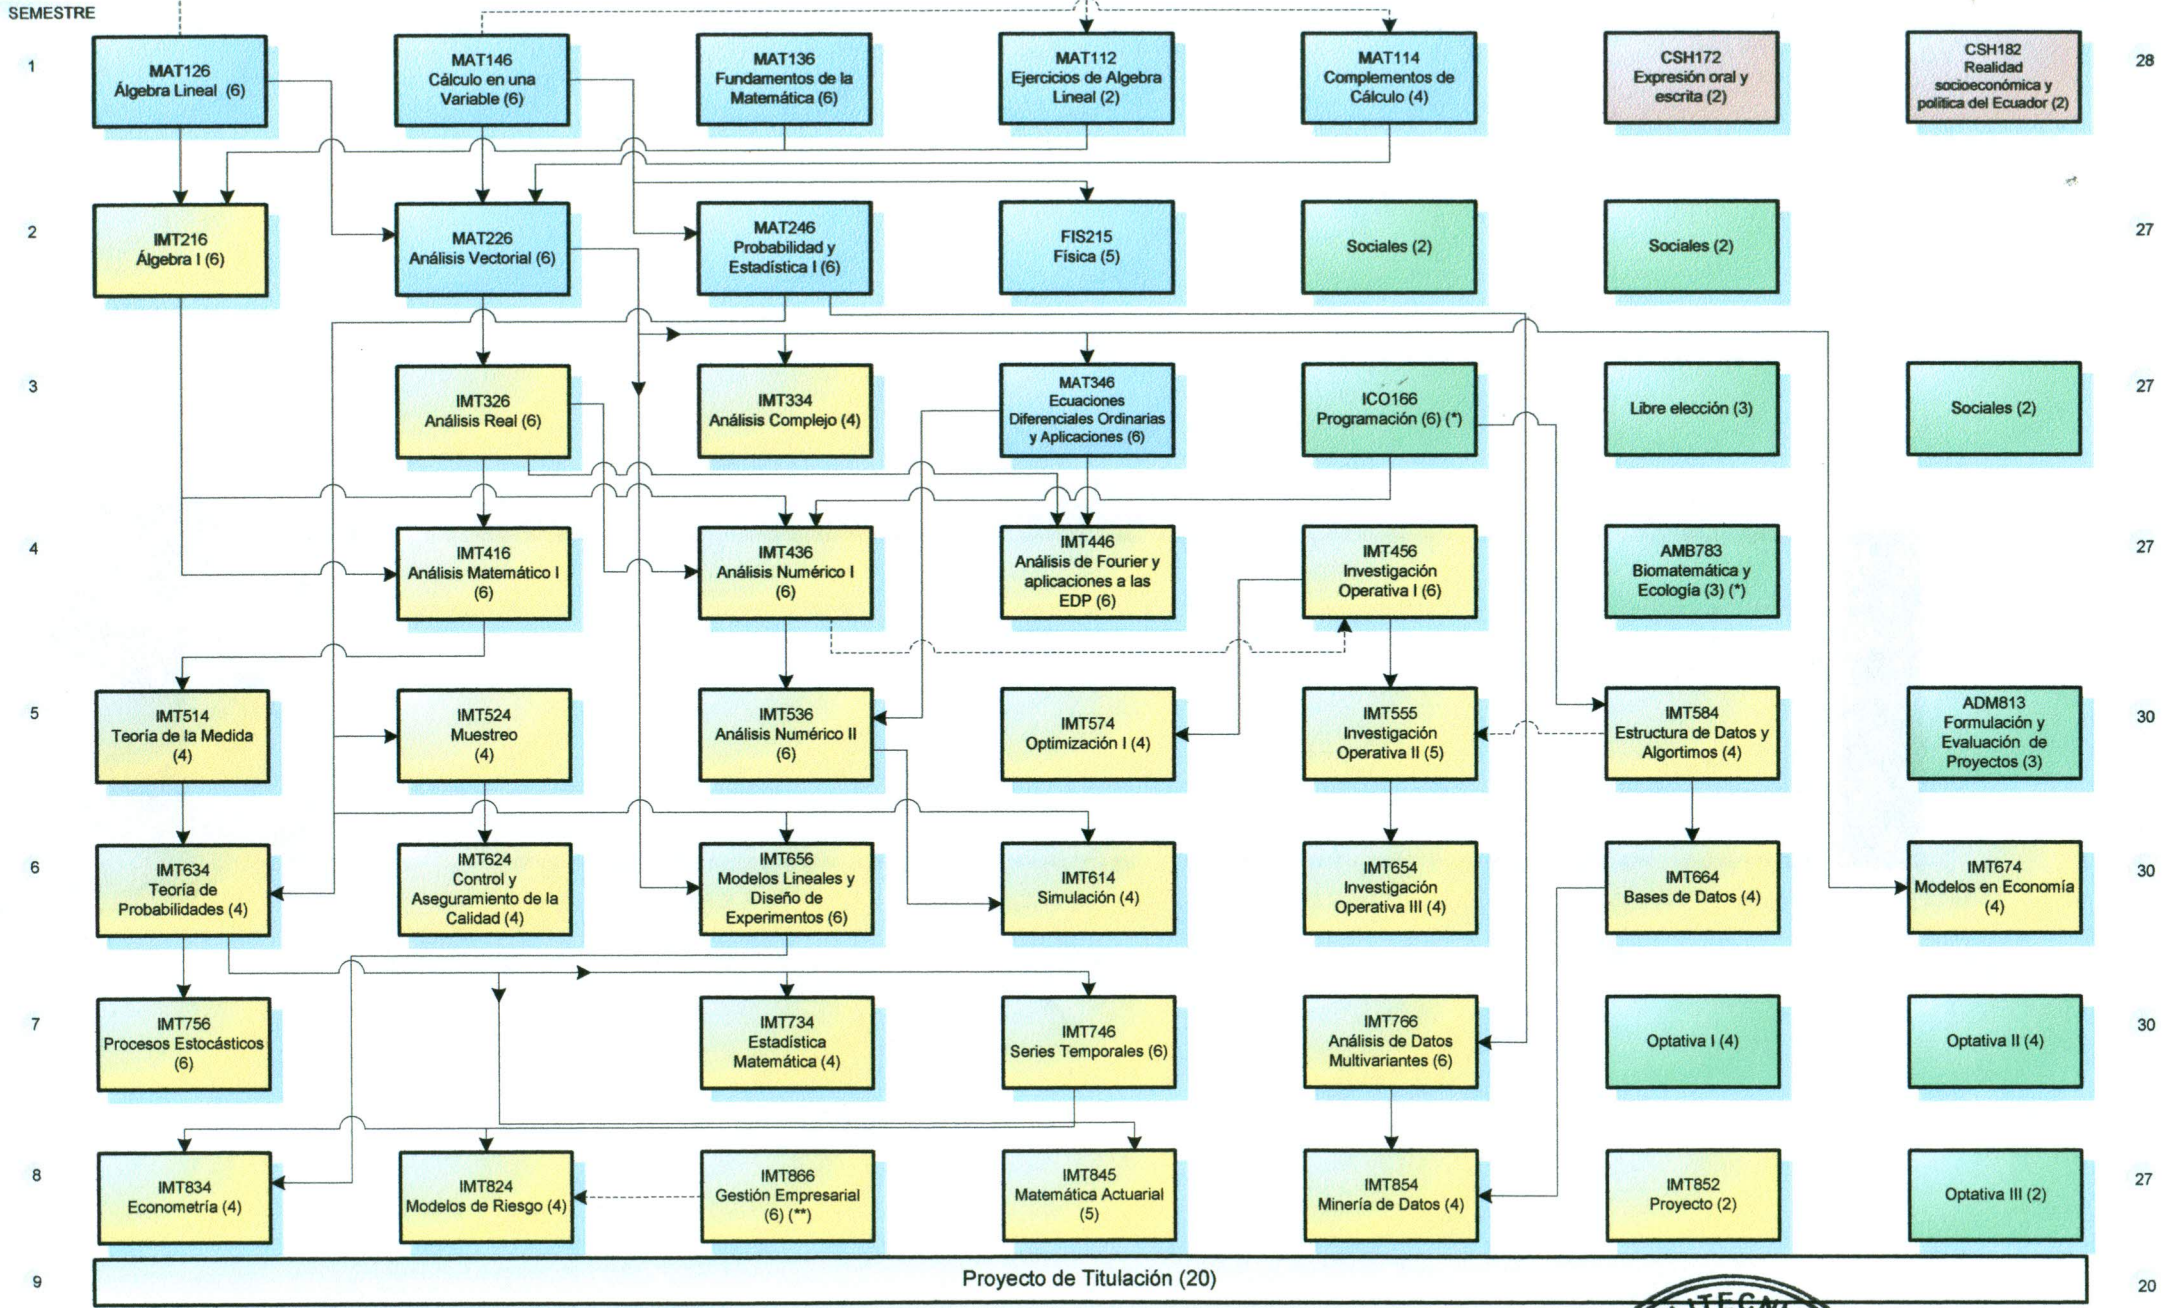 SEMESTRE
1
MAT126
Álgebra Lineal (6)
MAT146
Cálculo en una
Variable (6)
MAT136
Fundamentos de la
Matemática (6)
MAT112
Ejercicios de Algebra
Lineal (2)
MAT114
Complementos de
Cálculo (4)
CSH172
Expresión oral y
escrita (2)
CSH182
Realidad
socioeconómica y
política del Ecuador (2)
28
2
IMT216
Álgebra I (6)
MAT226
Análisis Vectorial (6)
MAT246
Probabilidad y
Estadística I (6)
FIS215
Física (5)
Sociales (2)
Sociales (2)
27
3
IMT326
Análisis Real (6)
IMT334
Análisis Complejo (4)
MAT346
Ecuaciones
Diferenciales Ordinarias
y Aplicaciones (6)
ICO166
Programación (6) (*)
Libre elección (3)
Sociales (2)
27
4
IMT416
Análisis Matemático I
(6)
IMT436
Análisis Numérico I
(6)
IMT446
Análisis de Fourier y
aplicaciones a las
EDP (6)
IMT456
Investigación
Operativa I (6)
AMB783
Biomatemática y
Ecología (3) (*)
27
5
IMT514
Teoría de la Medida
(4)
IMT524
Muestreo
(4)
IMT536
Análisis Numérico II
(6)
IMT574
Optimización I (4)
IMT555
Investigación
Operativa II (5)
IMT584
Estructura de Datos y
Algortimos (4)
ADM813
Formulación y
Evaluación de
Proyectos (3)
30
6
IMT634
Teoría de
Probabilidades (4)
IMT624
Control y
Aseguramiento de la
Calidad (4)
IMT656
Modelos Lineales y
Diseño de
Experimentos (6)
IMT614
Simulación (4)
IMT654
Investigación
Operativa III (4)
IMT664
Bases de Datos (4)
IMT674
Modelos en Economía
(4)
30
7
IMT756
Procesos Estocásticos
(6)
IMT734
Estadística
Matemática (4)
IMT746
Series Temporales (6)
IMT766
Análisis de Datos
Multivariantes (6)
Optativa I (4)
Optativa II (4)
30
8
IMT834
Econometría (4)
IMT824
Modelos de Riesgo (4)
IMT866
Gestión Empresarial
(6) (**)
IMT845
Matemática Actuarial
(5)
IMT854
Minería de Datos (4)
IMT852
Proyecto (2)
Optativa III (2)
27
9
Proyecto de Titulación (20)
20